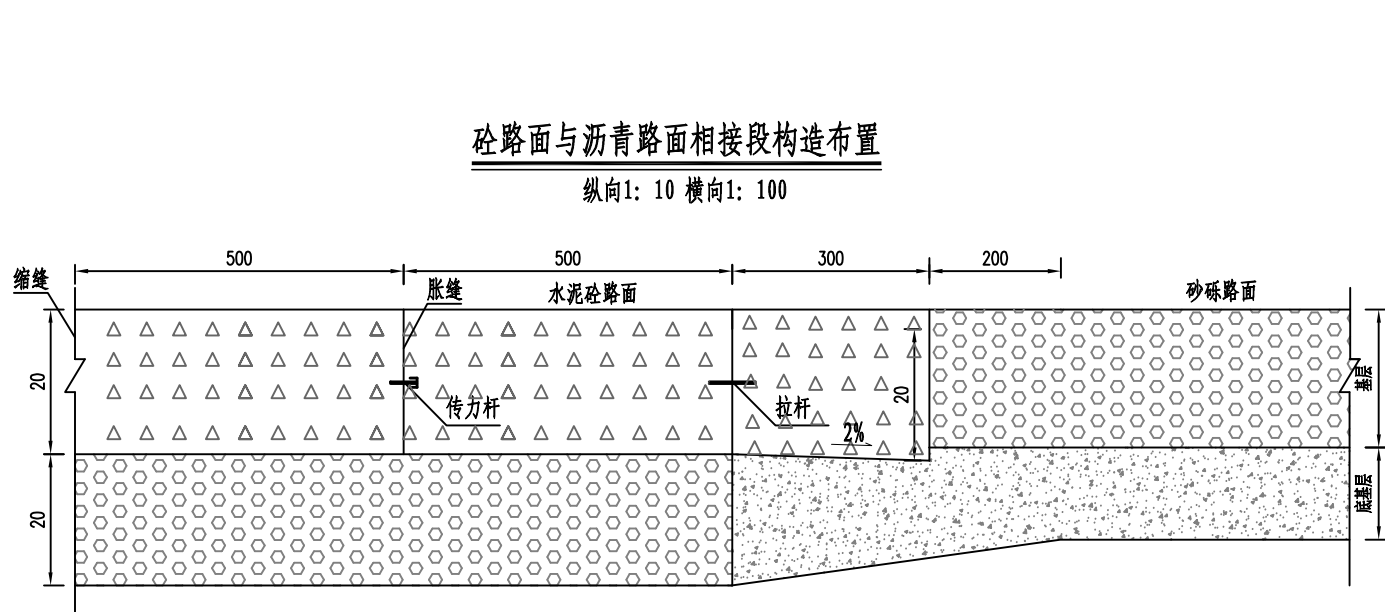 砼路面与沥青路面相接段构造布置
纵向1: 10 横向1: 100
500
500
300
200
缩缝
胀缝
水泥砼路面
砂砾路面
20
传力杆
拉杆
20
基层
2%
20
底基层